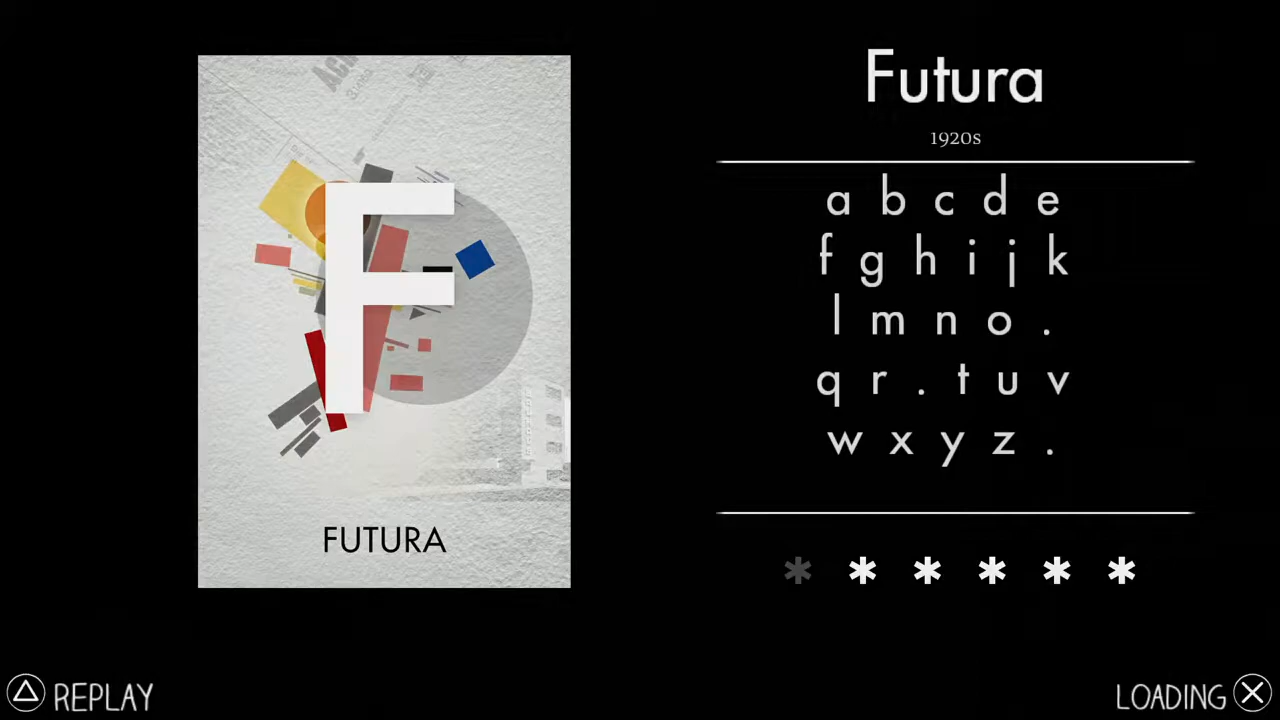 Futura
1920s
a b c d e
f g h i j k
l m n o .
q r . t u v
w x y z .
* * * * * *
F
FUTURA
REPLAY
LOADING